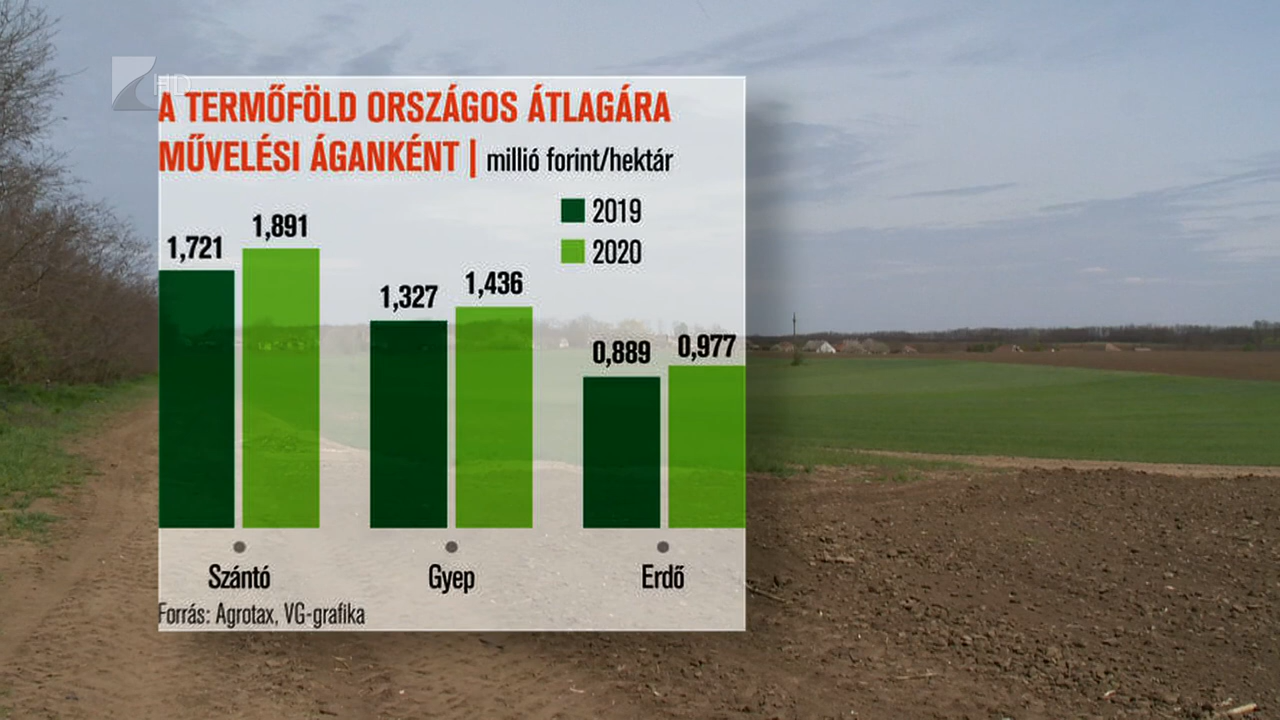 HD
A TERMŐFÖLD ORSZÁGOS ÁTLAGÁRA
MŰVELÉSI ÁGANKÉNT | millió forint/hektár
2019
2020
1,721
1,891
1,327
1,436
0,889
0,977
Szántó
Gyep
Erdő
Forrás: Agrotax, VG-grafika